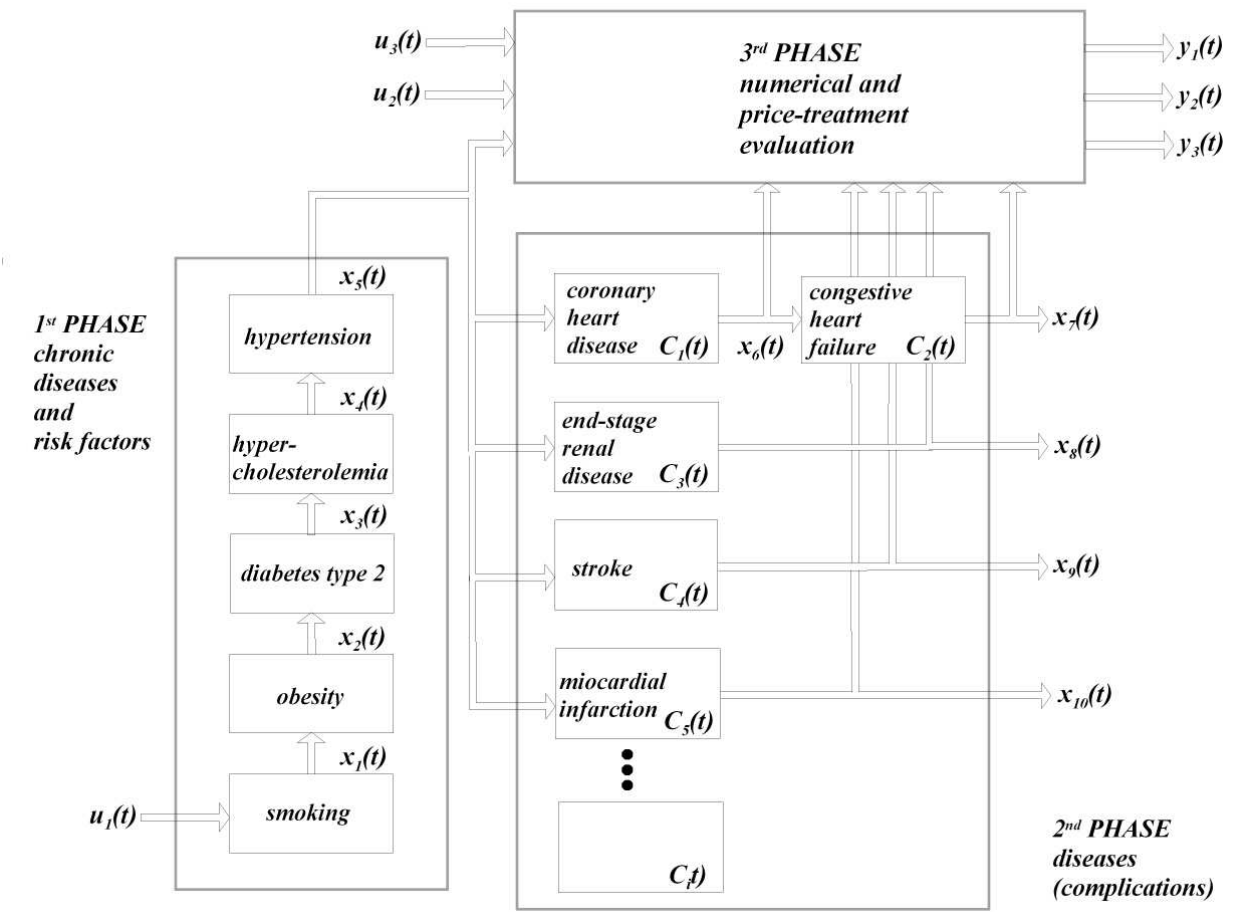 u3(t)
u2(t)
3rd PHASE
numerical and
price-treatment
evaluation
y1(t)
y2(t)
y3(t)
1st PHASE
chronic
diseases
and
risk factors
x5(t)
hypertension
x4(t)
hyper-
cholesterolemia
x3(t)
diabetes type 2
x2(t)
obesity
x1(t)
smoking
u1(t)
coronary
heart
disease C1(t)
x6(t)
congestive
heart
failure C2(t)
x7(t)
end-stage
renal
disease C3(t)
x8(t)
stroke
C4(t)
x9(t)
miocardial
infarction C5(t)
x10(t)
Cit)
2nd PHASE
diseases
(complications)